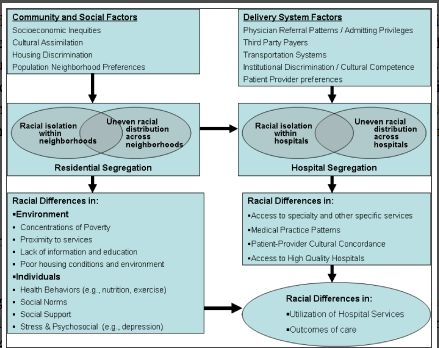 Community and Social Factors
Socioeconomic Inequities
Cultural Assimilation
Housing Discrimination
Population Neighborhood Preferences
Delivery System Factors
Physician Referral Patterns / Admitting Privileges
Third Party Payers
Transportation Systems
Institutional Discrimination / Cultural Competence
Patient Provider preferences
Racial isolation
within
neighborhoods
Uneven racial
distribution
across
neighborhoods
Residential Segregation
Racial isolation
within
hospitals
Uneven racial
distribution
across
hospitals
Hospital Segregation
Racial Differences in:
•Environment
• Concentrations of Poverty
• Proximity to services
• Lack of information and education
• Poor housing conditions and environment
•Individuals
• Health Behaviors (e.g., nutrition, exercise)
• Social Norms
• Social Support
• Stress & Psychosocial (e.g., depression)
Racial Differences in:
•Access to specialty and other specific services
•Medical Practice Patterns
•Patient-Provider Cultural Concordance
•Access to High Quality Hospitals
Racial Differences in:
•Utilization of Hospital Services
•Outcomes of care